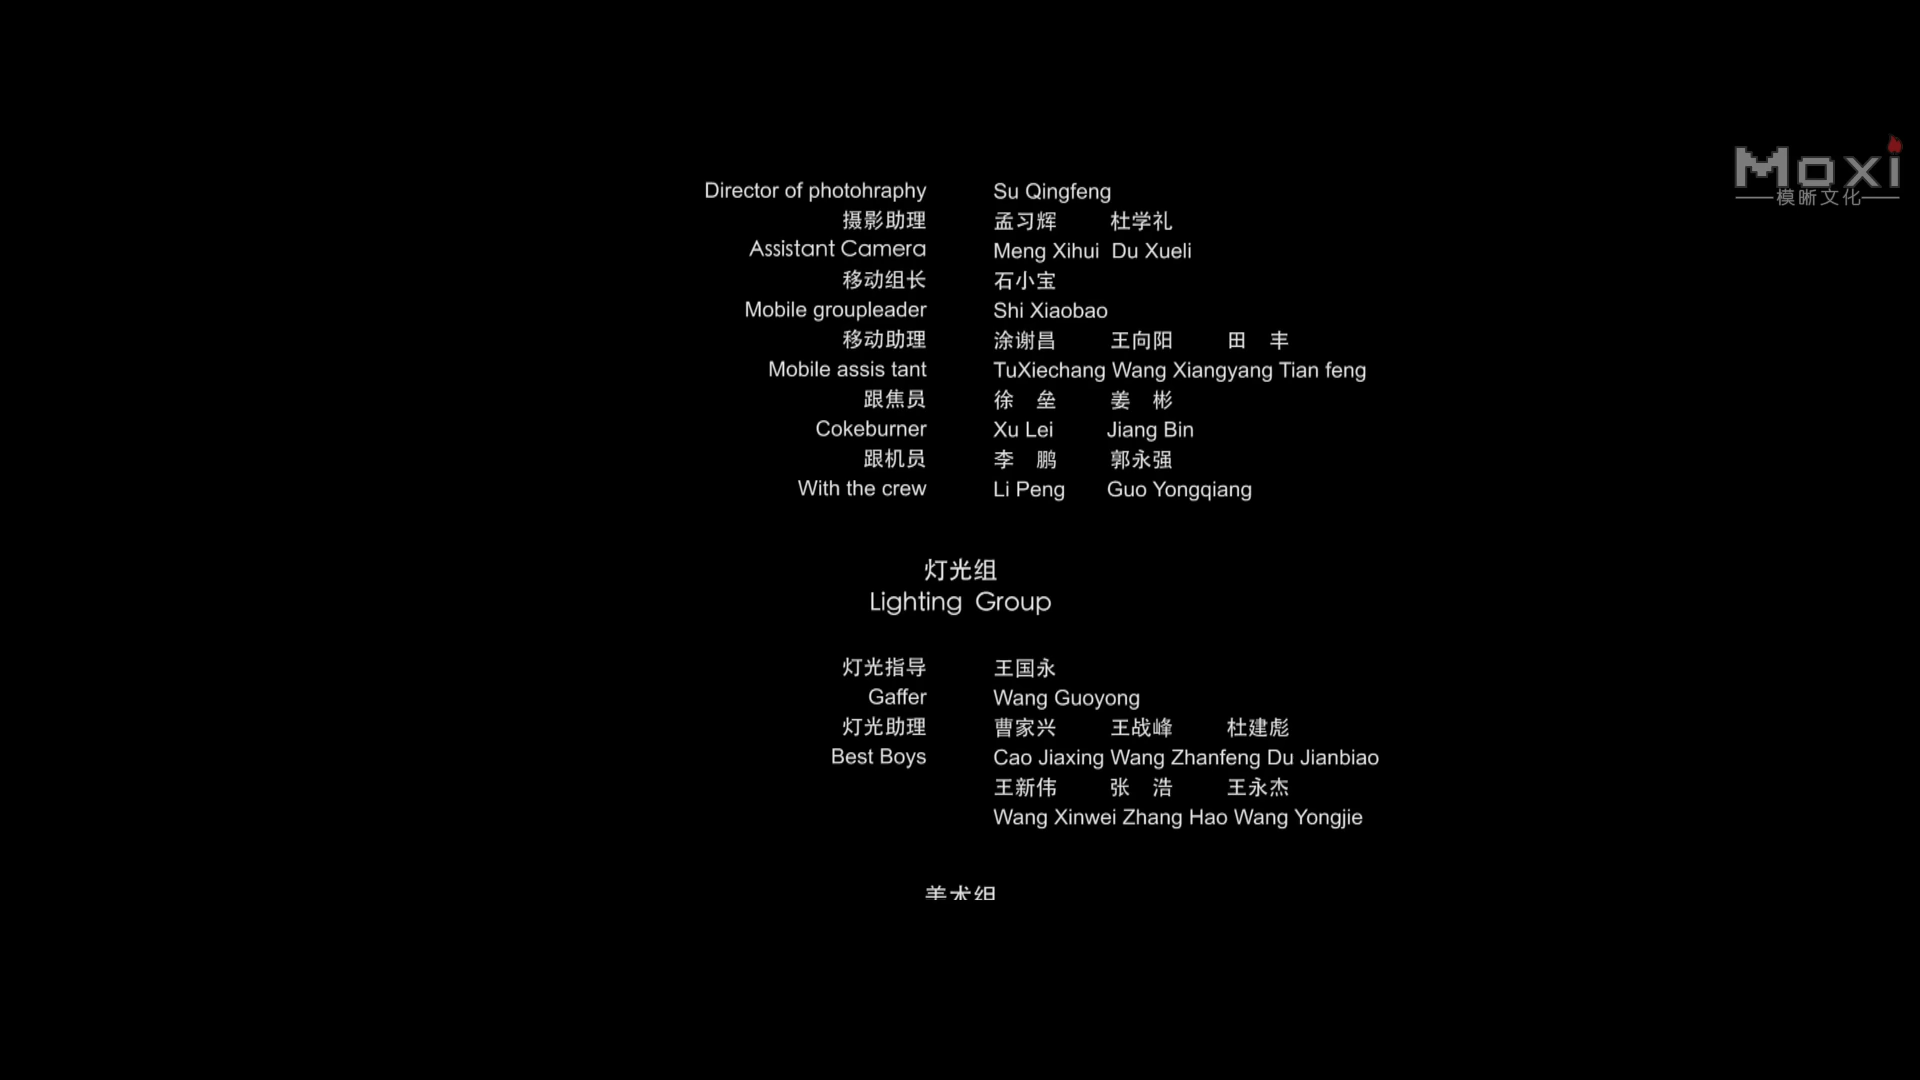 Director of photohraphy Su Qingfeng
摄影助理 孟习辉 杜学礼
Assistant Camera Meng Xihui Du Xueli
移动组长 石小宝
Mobile groupleader Shi Xiaobao
移动助理 涂谢昌 王向阳 田 丰
Mobile assis tant TuXiechang Wang Xiangyang Tian feng
跟焦员 徐 垒 姜 彬
Cokeburner Xu Lei Jiang Bin
跟机员 李 鹏 郭永强
With the crew Li Peng Guo Yongqiang
灯光组
Lighting Group
灯光指导 王国永
Gaffer Wang Guoyong
灯光助理 曹家兴 王战峰 杜建彪
Best Boys Cao Jiaxing Wang Zhanfeng Du Jianbiao
王新伟 张 浩 王永杰
Wang Xinwei Zhang Hao Wang Yongjie
美术组
Moxi
模晰文化